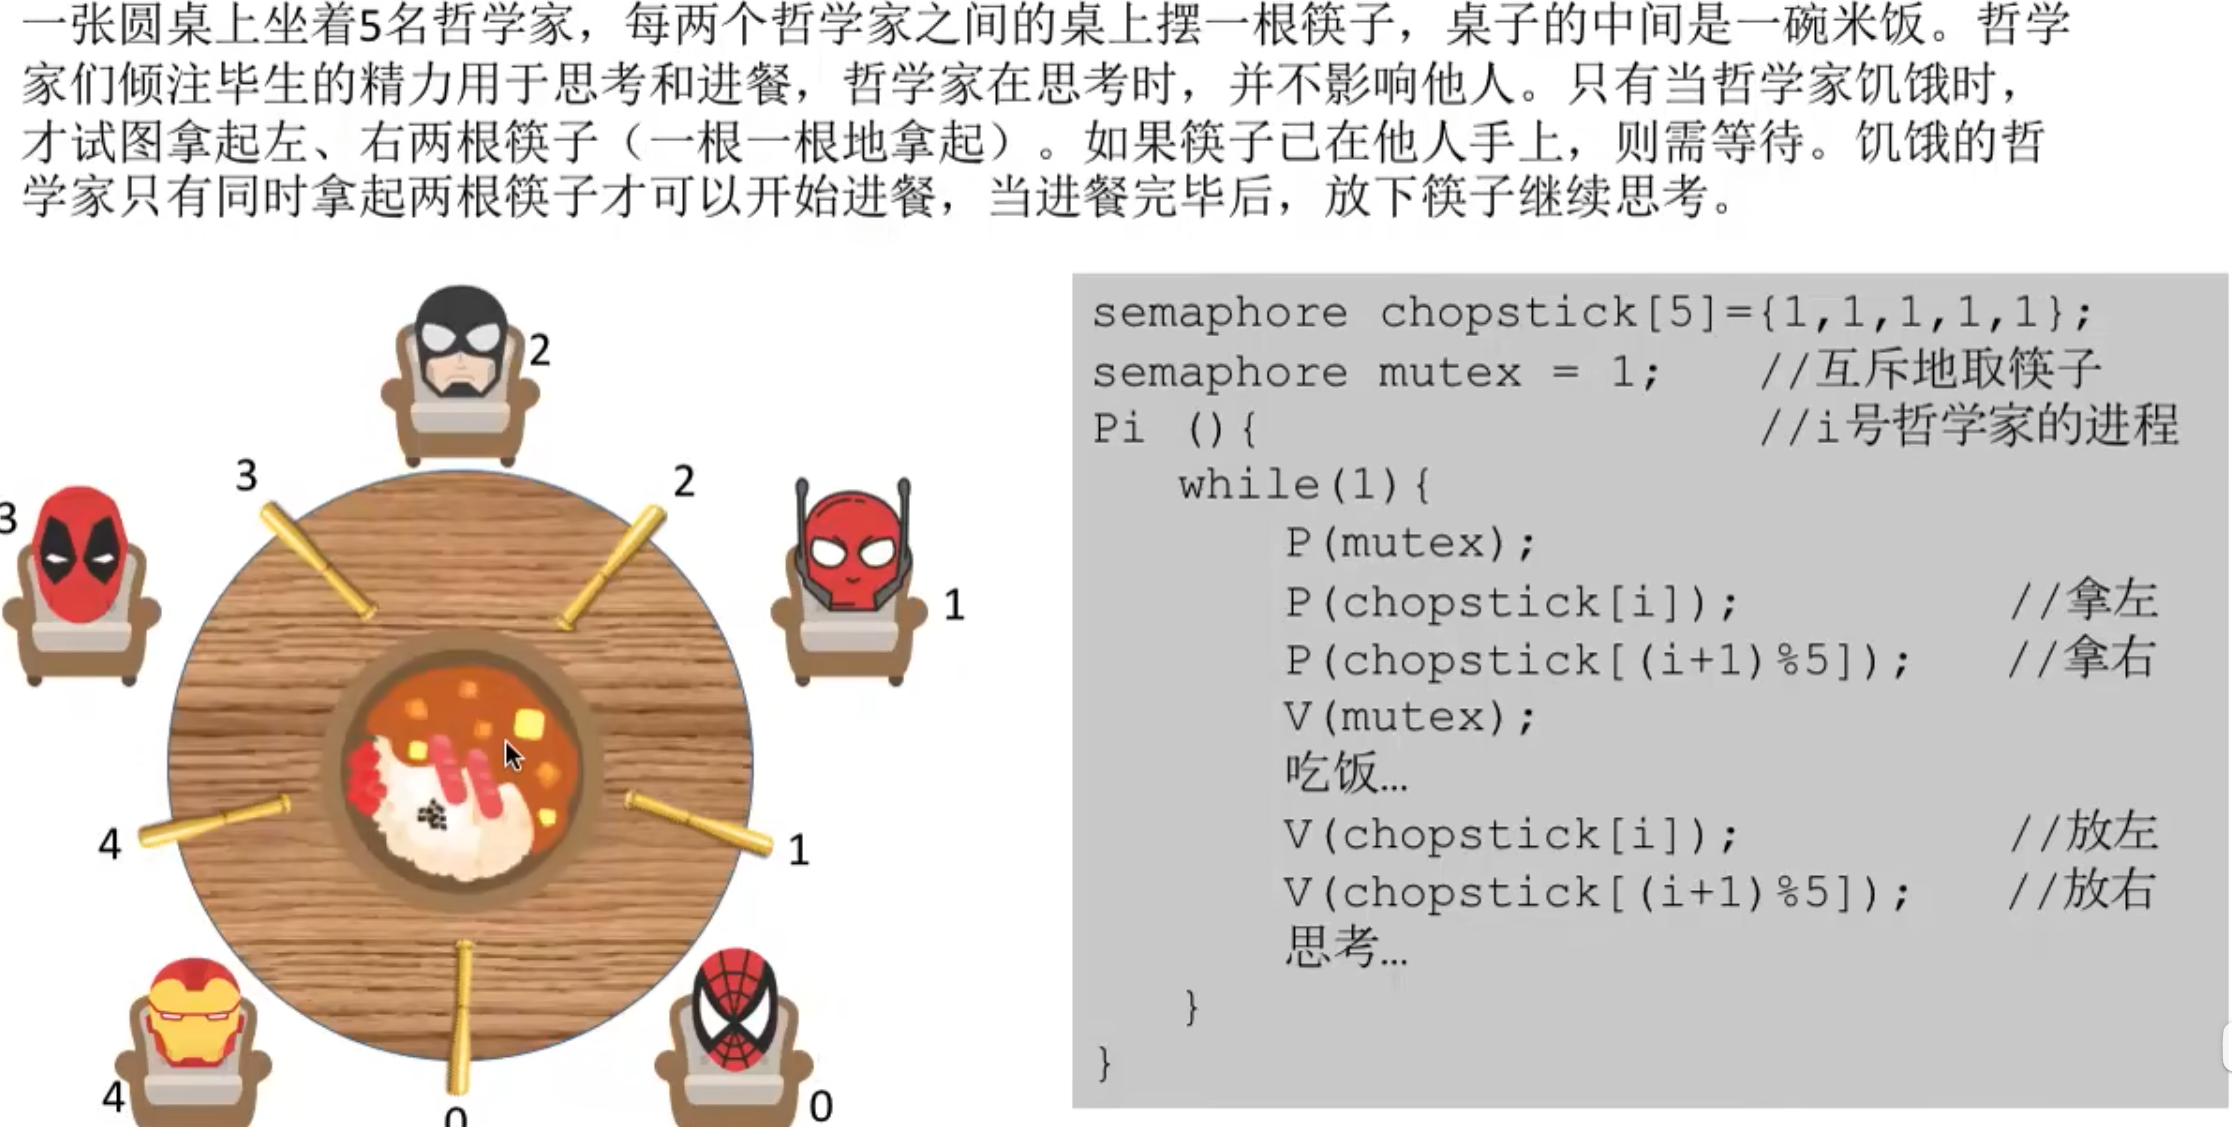 一张圆桌上坐着5名哲学家，每两个哲学家之间的桌上摆一根筷子，桌子的中间是一碗米饭。哲学
家们倾注毕生的精力用于思考和进餐，哲学家在思考时，并不影响他人。只有当哲学家饥饿时，
才试图拿起左、右两根筷子（一根一根地拿起）。如果筷子已在他人手上，则需等待。饥饿的哲
学家只有同时拿起两根筷子才可以开始进餐，当进餐完毕后，放下筷子继续思考。
2
3
2
3
1
4
1
4
0
0
semaphore chopstick[5]={1,1,1,1,1};
semaphore mutex = 1; //互斥地取筷子
Pi (){ //i号哲学家的进程
while(1){
P(mutex);
P(chopstick[i]); //拿左
P(chopstick[(i+1)%5]); //拿右
V(mutex);
吃饭…
V(chopstick[i]); //放左
V(chopstick[(i+1)%5]); //放右
思考…
}
}